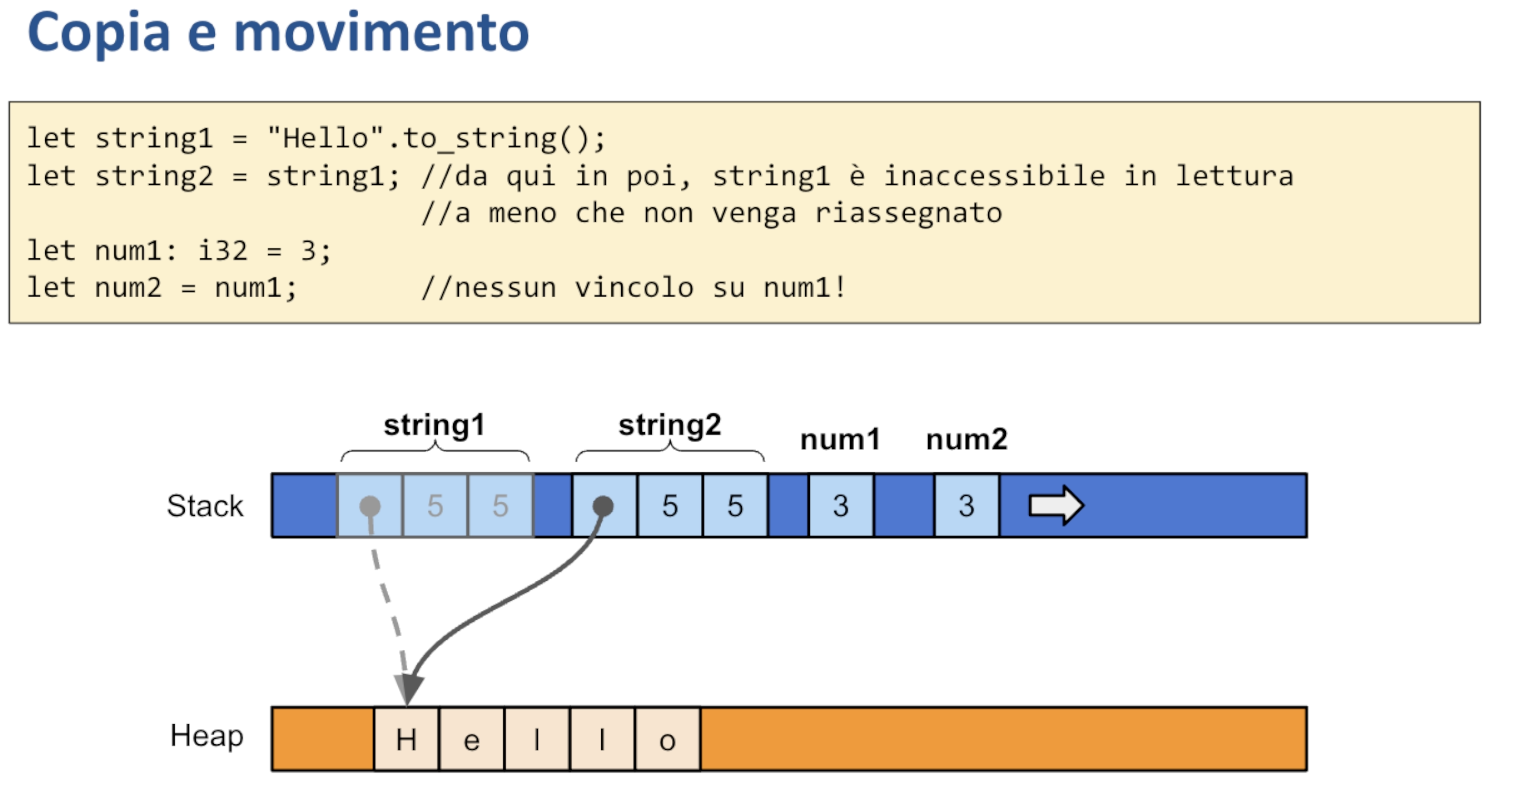 Copia e movimento
let string1 = "Hello".to_string();
let string2 = string1; //da qui in poi, string1 è inaccessibile in lettura
//a meno che non venga riassegnato
let num1: i32 = 3;
let num2 = num1; //nessun vincolo su num1!
string1 string2 num1 num2
Stack 5 5 5 5 3 3
Heap H e l l o